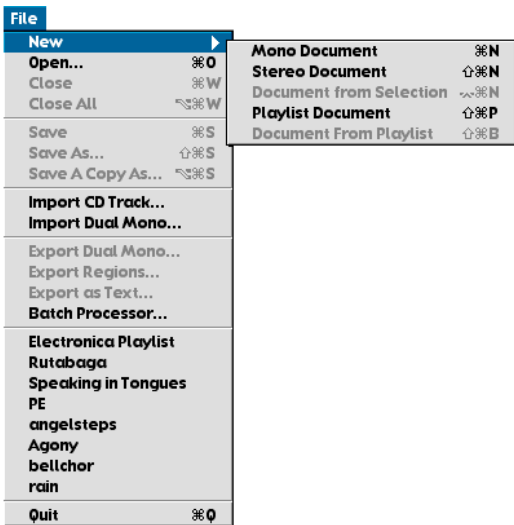 File
New
Open... ⌘O
Close ⌘W
Close All ⌥⌘W
Save ⌘S
Save As... ⇧⌘S
Save A Copy As... ⌥⌘S
Import CD Track...
Import Dual Mono...
Export Dual Mono...
Export Regions...
Export as Text...
Batch Processor...
Electronica Playlist
Rutabaga
Speaking in Tongues
PE
angelsteps
Agony
bellchor
rain
Quit ⌘Q
Mono Document ⌘N
Stereo Document ⇧⌘N
Document from Selection ⌃⌘N
Playlist Document ⇧⌘P
Document From Playlist ⇧⌘B